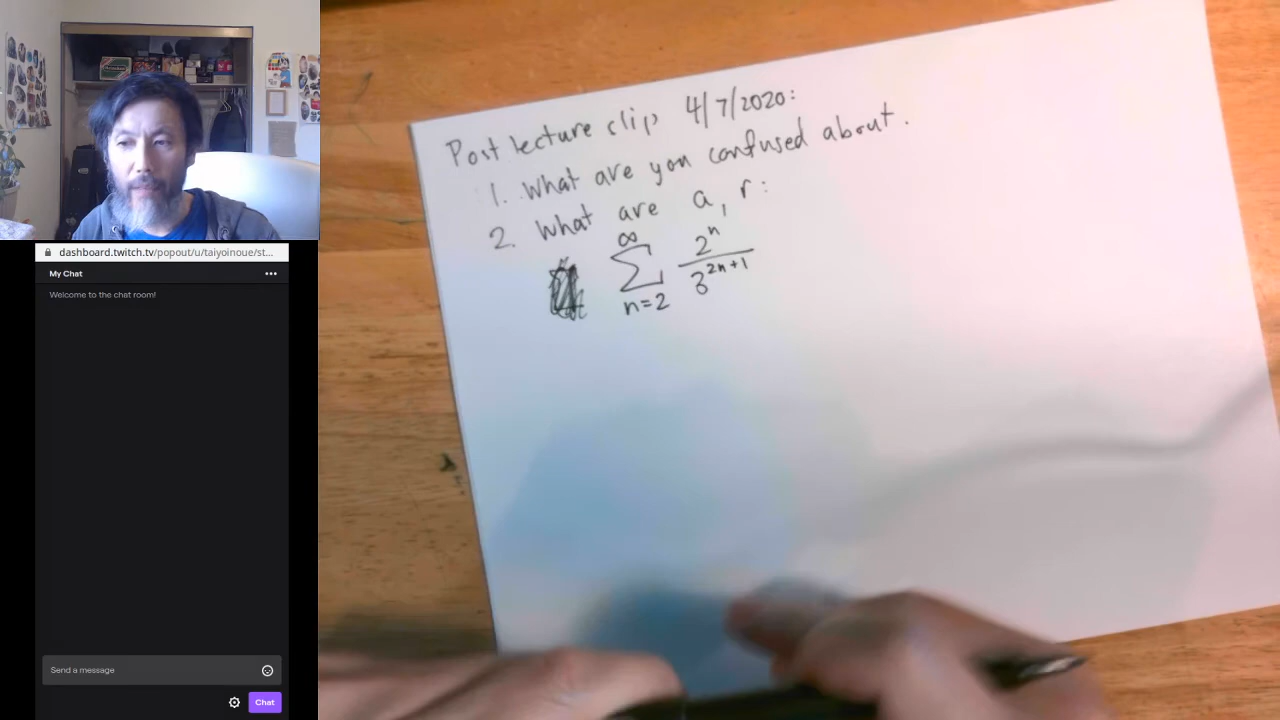 dashboard.twitch.tv/popout/u/taiyoinoue/st...
My Chat
Welcome to the chat room!
Send a message
Chat
Post lecture clip 4/7/2020:
1. What are you confused about.
2. What are a, r:
∞
∑ 2^n / 3^{2n+1}
n=2